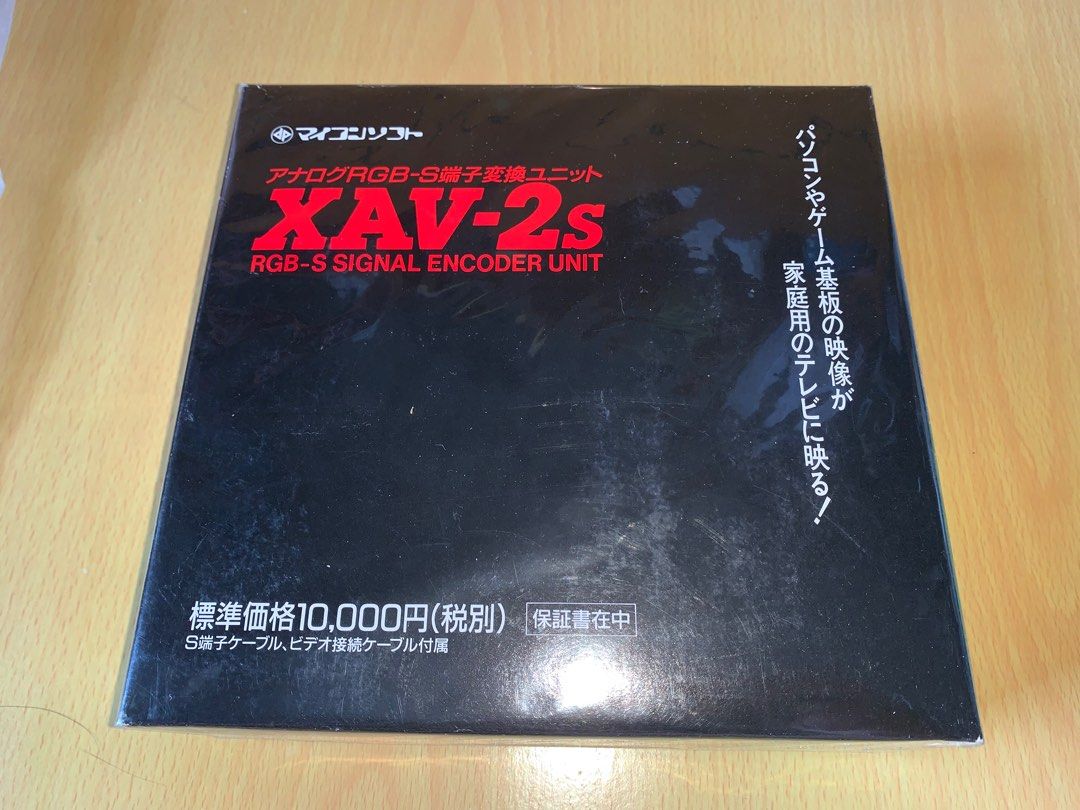 マイコンソフト
アナログRGB-S端子変換ユニット
XAV-2s
RGB-S SIGNAL ENCODER UNIT
パソコンやゲーム基板の映像が
家庭用のテレビに映る!
標準価格10,000円(税別) 保証書在中
S端子ケーブル、ビデオ接続ケーブル付属